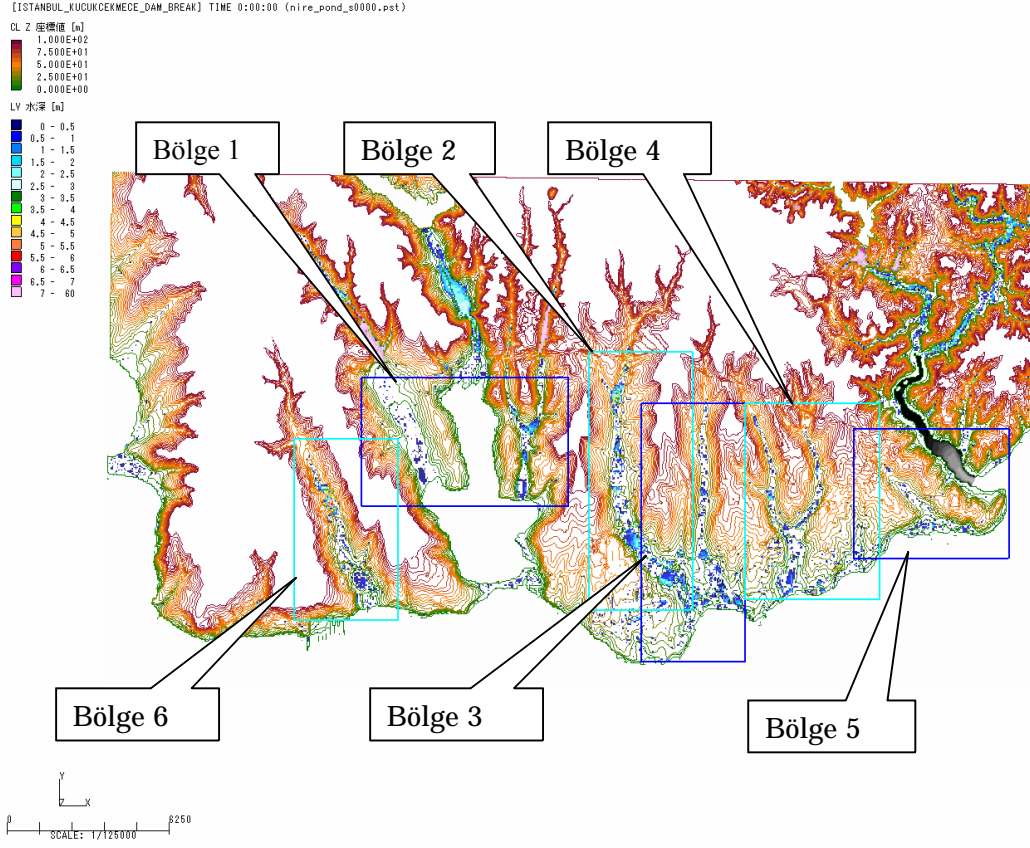 [ISTANBUL_KUCUKCEKMECE_DAM_BREAK] TIME 0:00:00 (nire_pond_s0000.pst)
CL Z 座標値 [m]
1.000E+02
7.500E+01
5.000E+01
2.500E+01
0.000E+00
LV 水深 [m]
0 - 0.5
0.5 - 1
1 - 1.5
1.5 - 2
2 - 2.5
2.5 - 3
3 - 3.5
3.5 - 4
4 - 4.5
4.5 - 5
5 - 5.5
5.5 - 6
6 - 6.5
6.5 - 7
7 - 60
Bölge 1
Bölge 2
Bölge 4
Bölge 6
Bölge 3
Bölge 5
Y
Z X
0 6250
SCALE: 1/125000